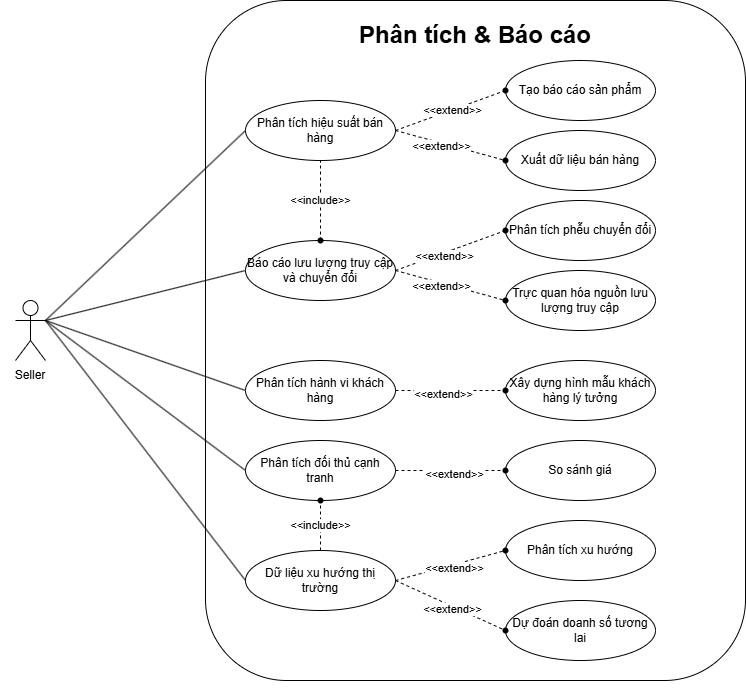 Phân tích & Báo cáo
Tạo báo cáo sản phẩm
<<extend>>
Phân tích hiệu suất bán
hàng
<<extend>>
Xuất dữ liệu bán hàng
<<include>>
Phân tích phễu chuyển đổi
<<extend>>
Báo cáo lưu lượng truy cập
và chuyển đổi
<<extend>>
Trực quan hóa nguồn lưu
lượng truy cập
Seller
Phân tích hành vi khách
hàng
<<extend>>
Xây dựng hình mẫu khách
hàng lý tưởng
Phân tích đối thủ cạnh
tranh
<<extend>>
So sánh giá
<<include>>
Phân tích xu hướng
<<extend>>
Dữ liệu xu hướng thị
trường
<<extend>>
Dự đoán doanh số tương
lai